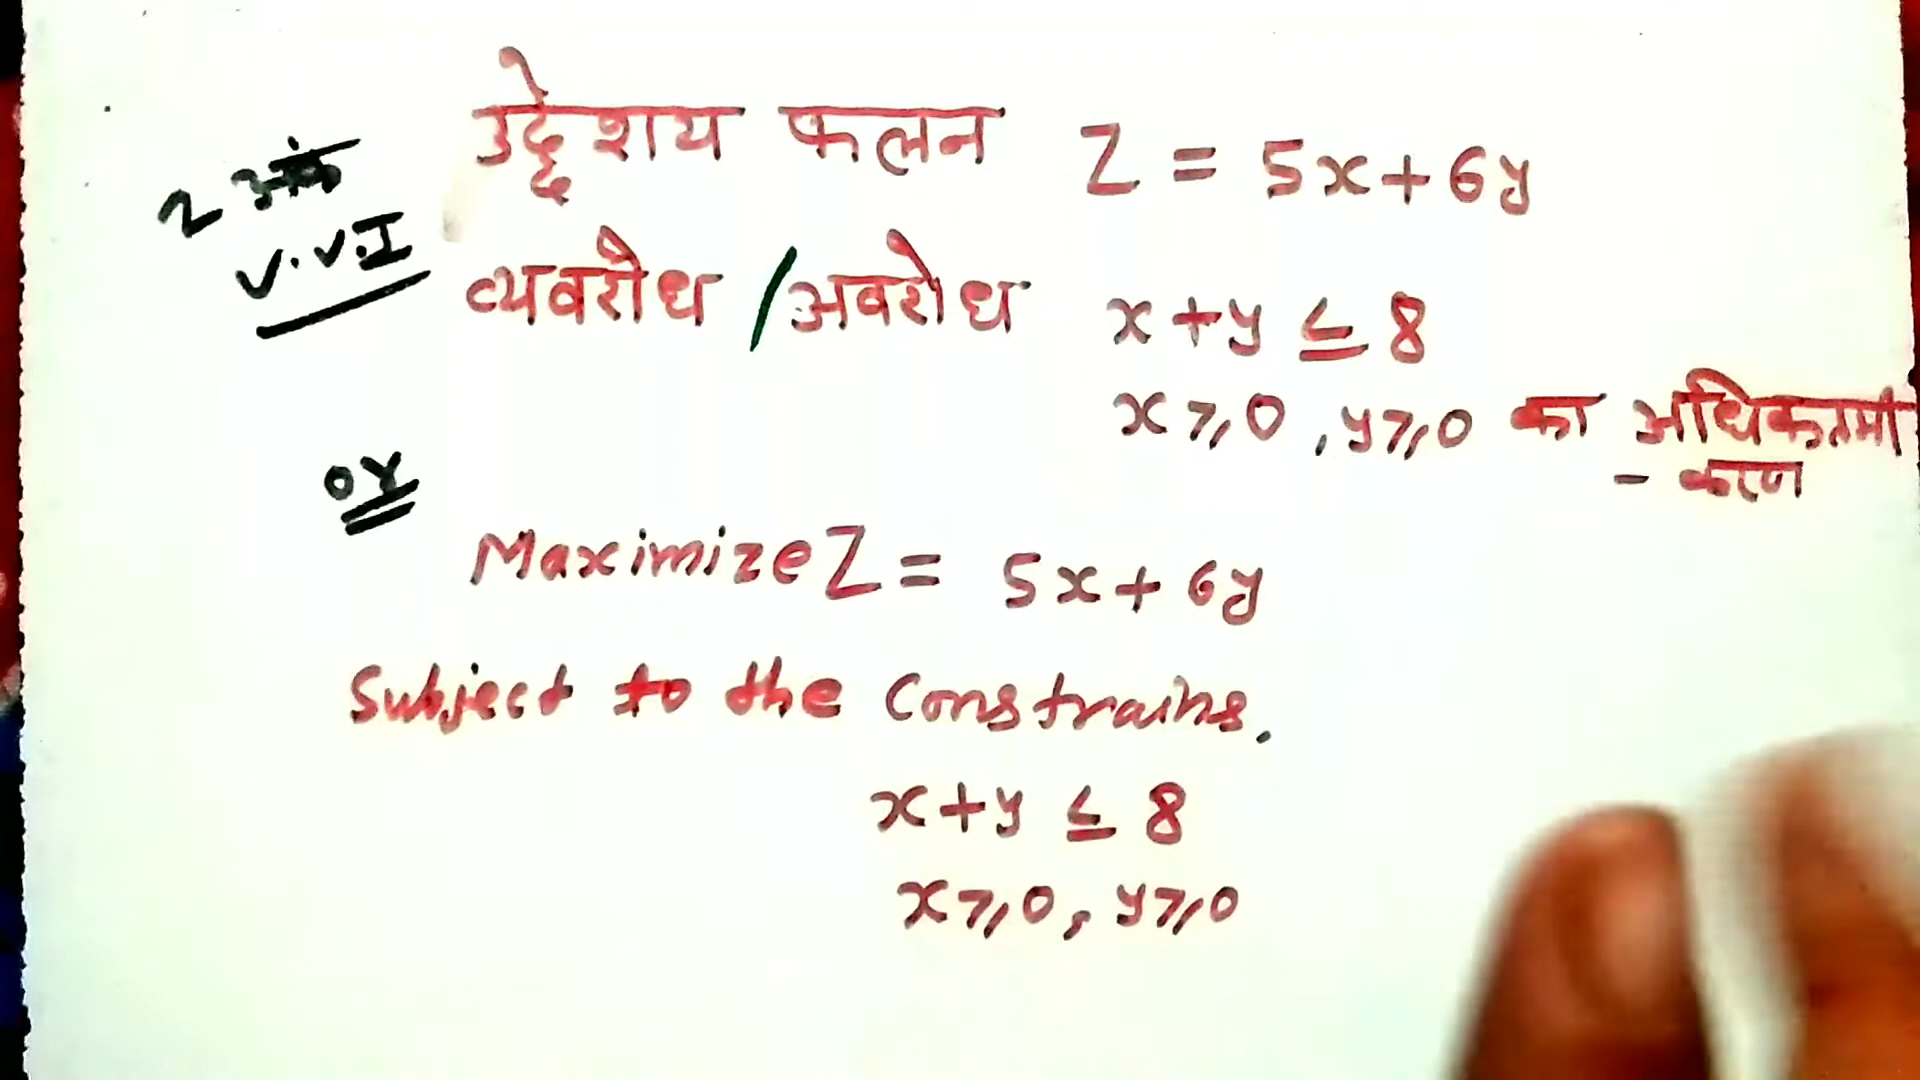 उद्देशय फलन Z = 5x+6y
2 अंक
V.V.I
व्यवरोध / अवरोध x+y ≤ 8
x ≥ 0, y ≥ 0 का अधिकतमी
- करण
or
Maximize Z = 5x+ 6y
Subject to the Constrains.
x+y ≤ 8
x ≥ 0, y ≥ 0